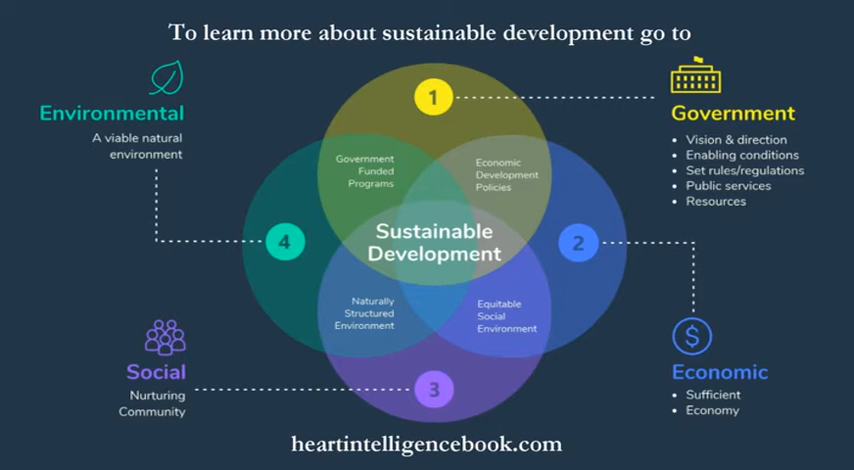 To learn more about sustainable development go to
Environmental
A viable natural
environment
1
Government
• Vision & direction
• Enabling conditions
• Set rules/regulations
• Public services
• Resources
Government
Funded
Programs
Economic
Development
Policies
4
Sustainable
Development
2
Naturally
Structured
Environment
Equitable
Social
Environment
Social
Nurturing
Community
3
$
Economic
• Sufficient
• Economy
heartintelligencebook.com